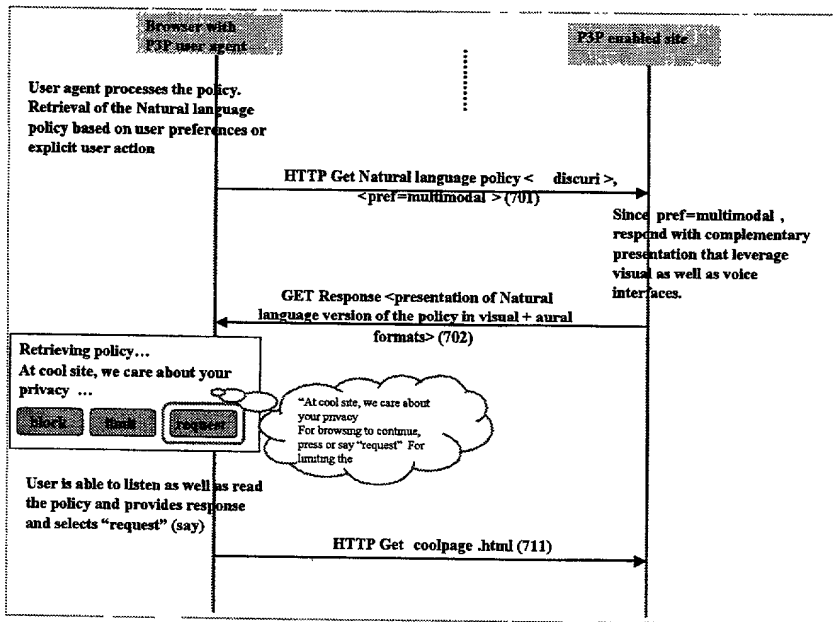 Browser with
P3P user agent
P3P enabled site
User agent processes the policy.
Retrieval of the Natural language
policy based on user preferences or
explicit user action
HTTP Get Natural language policy < discuri >,
<pref=multimodal > (701)
Since pref=multimodal ,
respond with complementary
presentation that leverage
visual as well as voice
interfaces.
GET Response <presentation of Natural
language version of the policy in visual + aural
formats> (702)
Retrieving policy...
At cool site, we care about your
privacy ...
block limit request
"At cool site, we care about
your privacy
For browsing to continue,
press or say "request" For
limiting the
User is able to listen as well as read
the policy and provides response
and selects "request" (say)
HTTP Get coolpage .html (711)